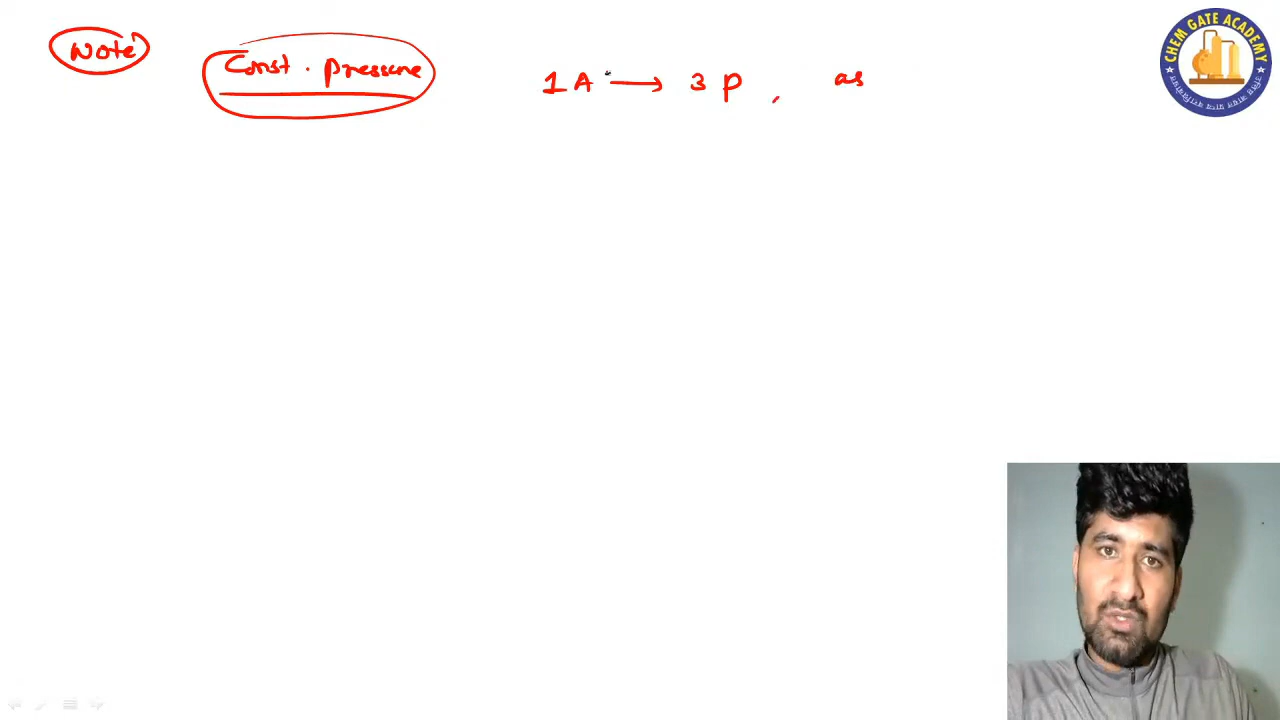 Note
Const. pressure
1 A → 3 P , as
CHEM GATE ACADEMY